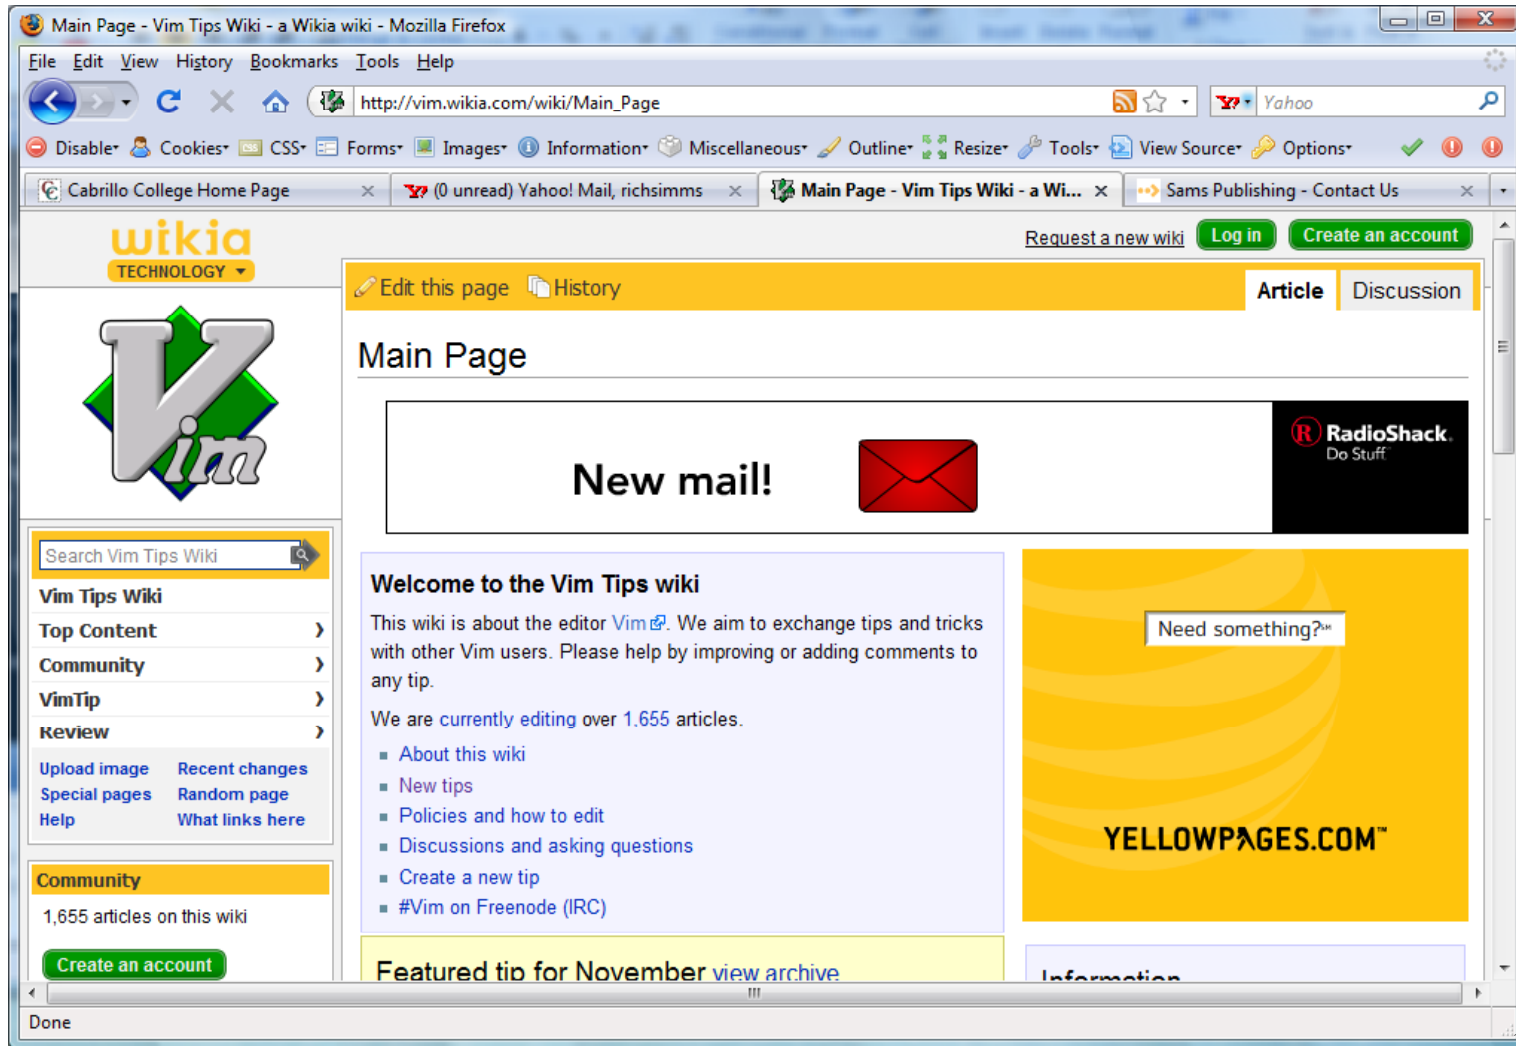 Main Page - Vim Tips Wiki - a Wikia wiki - Mozilla Firefox
File Edit View History Bookmarks Tools Help
http://vim.wikia.com/wiki/Main_Page Yahoo
Disable Cookies CSS Forms Images Information Miscellaneous Outline Resize Tools View Source Options
Cabrillo College Home Page (0 unread) Yahoo! Mail, richsimms Main Page - Vim Tips Wiki - a Wi... Sams Publishing - Contact Us
wikia
TECHNOLOGY
Request a new wiki Log in Create an account
Edit this page History Article Discussion
Vim
Main Page
New mail!
RadioShack.
Do Stuff
Search Vim Tips Wiki
Vim Tips Wiki
Top Content
Community
VimTip
Review
Upload image Recent changes
Special pages Random page
Help What links here
Community
1,655 articles on this wiki
Create an account
Welcome to the Vim Tips wiki
This wiki is about the editor Vim. We aim to exchange tips and tricks
with other Vim users. Please help by improving or adding comments to
any tip.
We are currently editing over 1,655 articles.
About this wiki
New tips
Policies and how to edit
Discussions and asking questions
Create a new tip
#Vim on Freenode (IRC)
Featured tip for November view archive
Need something?℠
YELLOWPAGES.COM™
Information
Done